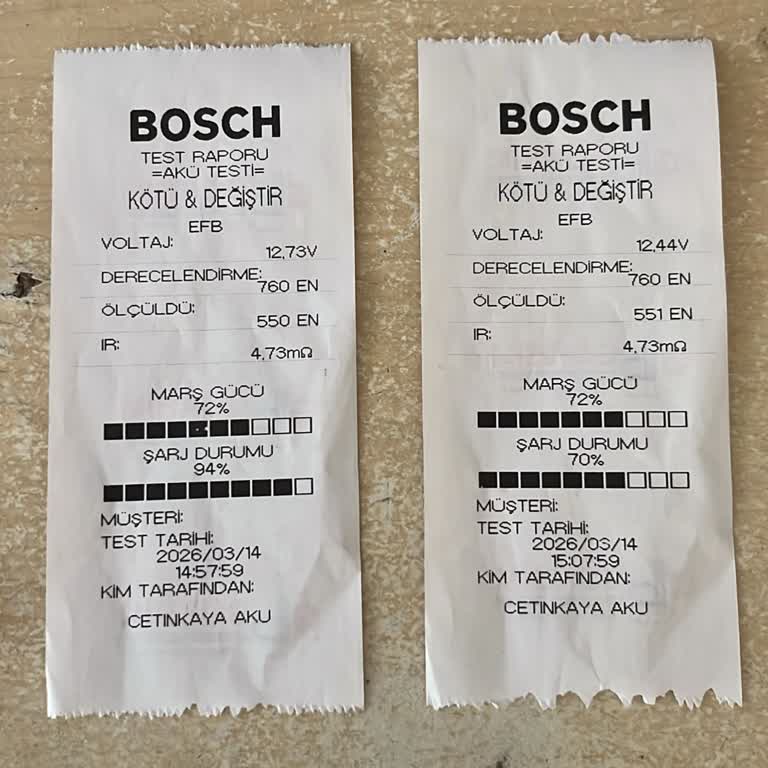 BOSCH
TEST RAPORU
=AKÜ TESTİ=
KÖTÜ & DEĞİŞTİR
EFB
VOLTAJ:
12,73V
DERECELENDİRME:
760 EN
ÖLÇÜLDÜ:
550 EN
IR:
4,73mΩ
MARŞ GÜCÜ
72%
ŞARJ DURUMU
94%
MÜŞTERİ:
TEST TARİHİ:
2026/03/14
14:57:59
KİM TARAFINDAN:
CETINKAYA AKU
BOSCH
TEST RAPORU
=AKÜ TESTİ=
KÖTÜ & DEĞİŞTİR
EFB
VOLTAJ:
12,44V
DERECELENDİRME:
760 EN
ÖLÇÜLDÜ:
551 EN
IR:
4,73mΩ
MARŞ GÜCÜ
72%
ŞARJ DURUMU
70%
MÜŞTERİ:
TEST TARİHİ:
2026/03/14
15:07:59
KİM TARAFINDAN:
CETINKAYA AKU